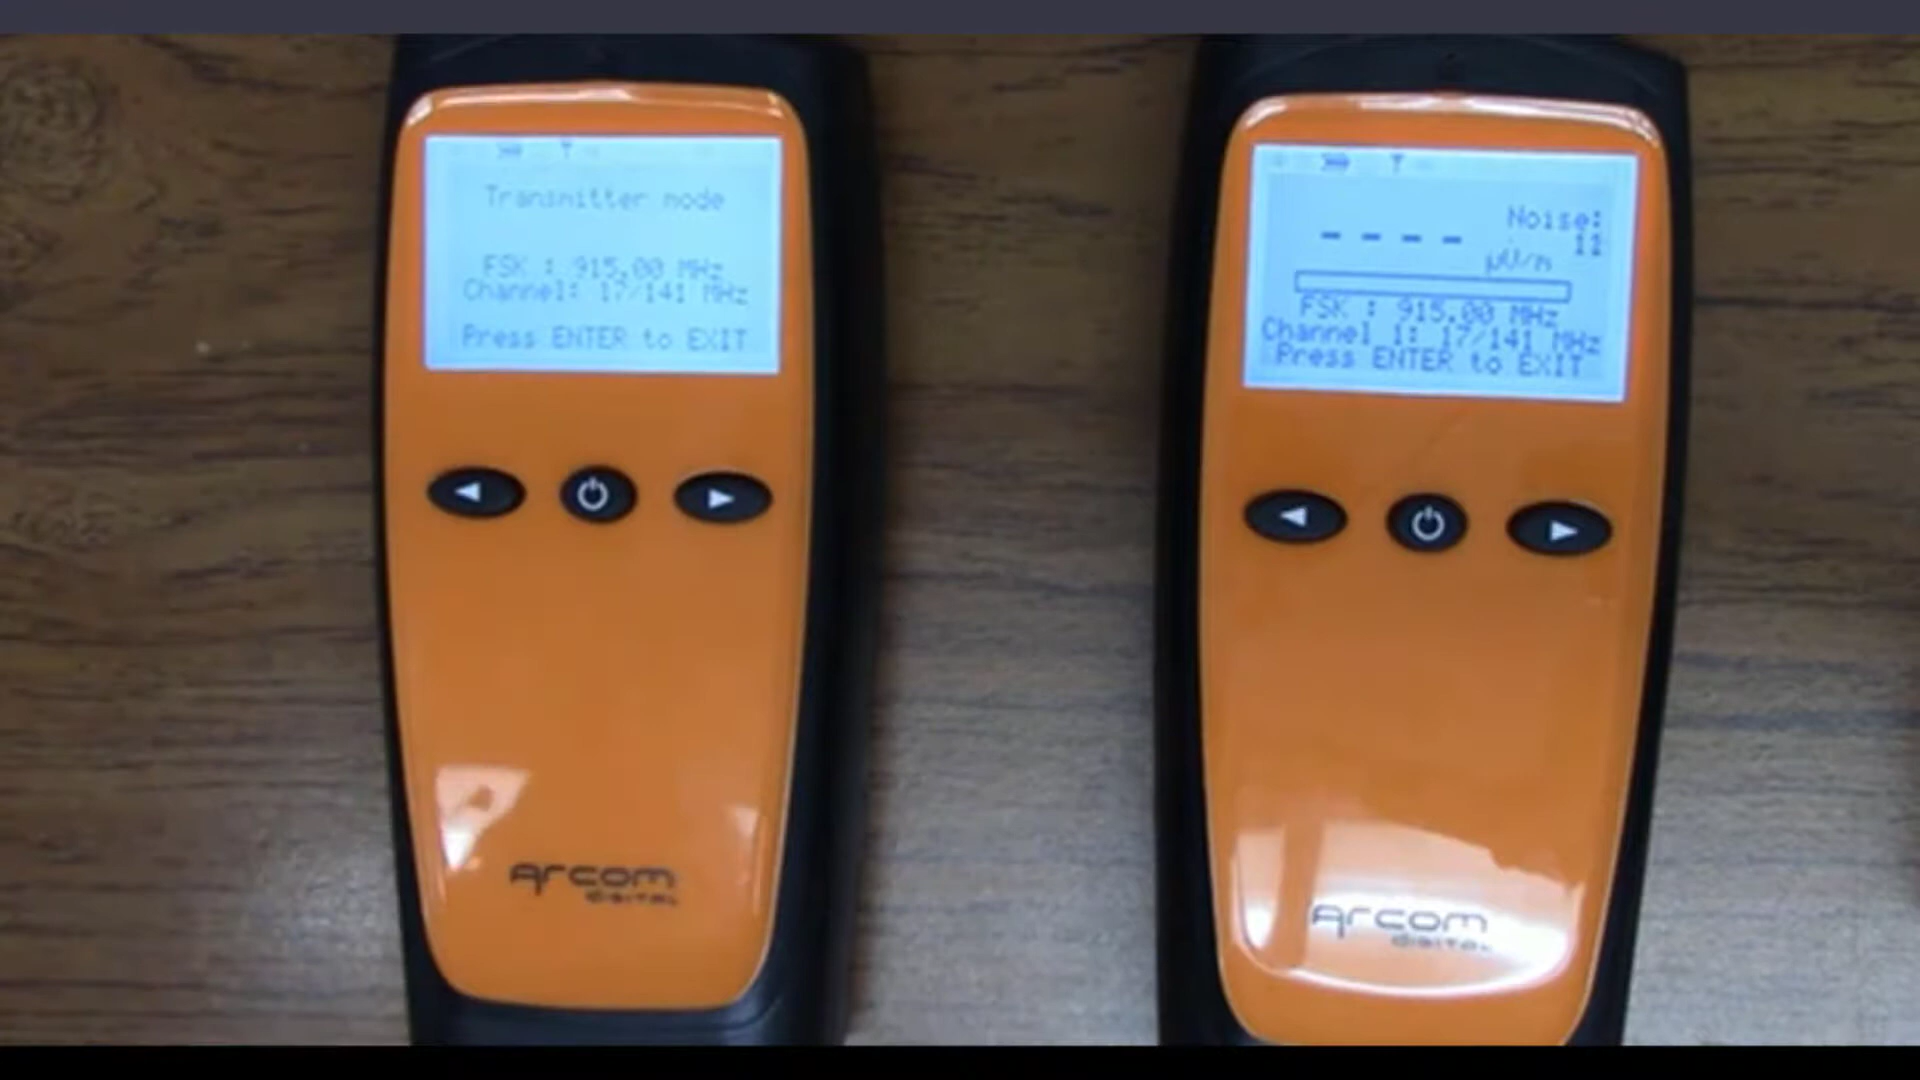 Transmitter mode
FSK : 915.00 MHz
Channel: 17/141 MHz
Press ENTER to EXIT
Arcom
DIGITAL
Noise:
11
- - - -
µV/m
FSK : 915.00 MHz
Channel 1: 17/141 MHz
Press ENTER to EXIT
Arcom
DIGITAL